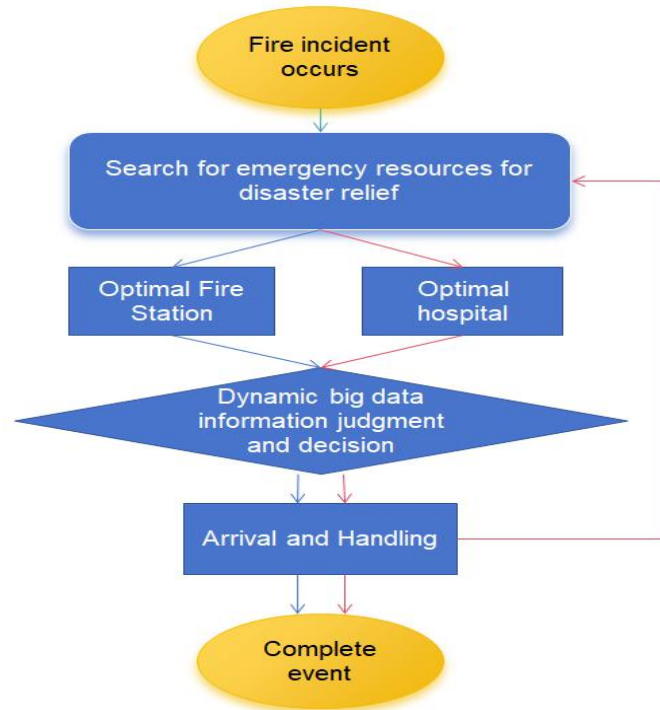 Fire incident
occurs
Search for emergency resources for
disaster relief
Optimal Fire
Station
Optimal
hospital
Dynamic big data
information judgment
and decision
Arrival and Handling
Complete
event